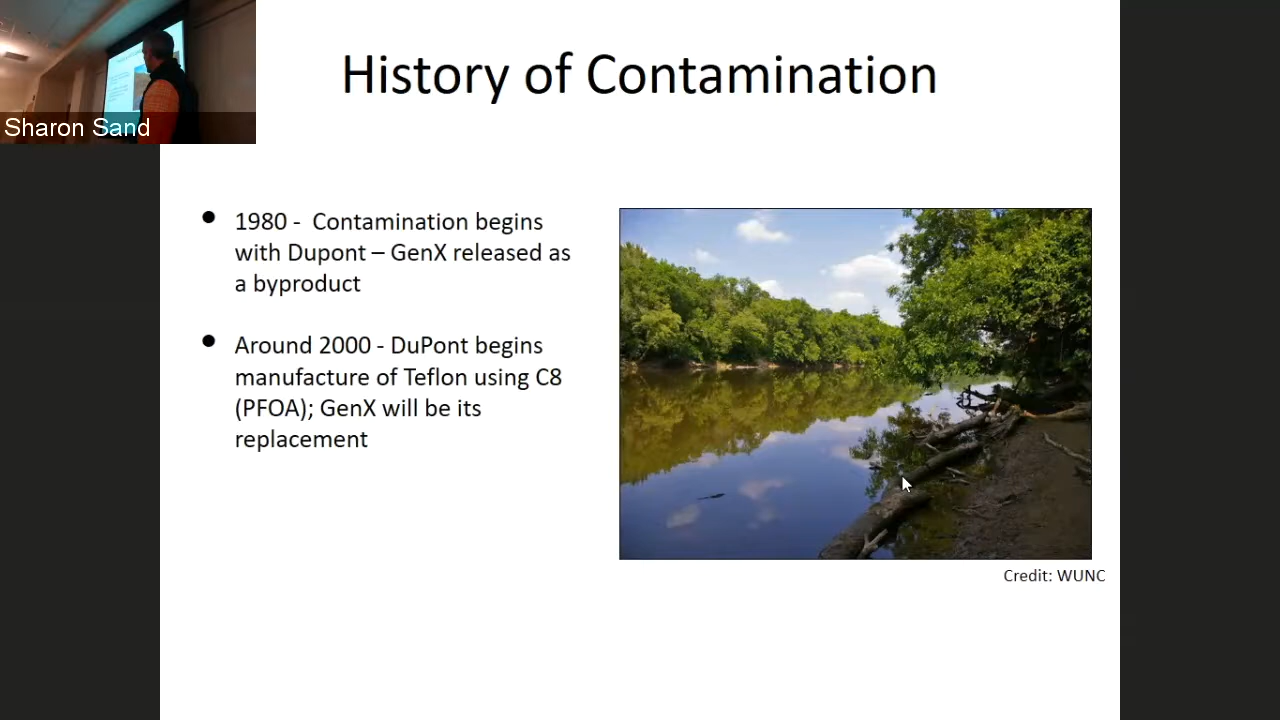 History of Contamination
Sharon Sand
1980 -  Contamination begins
with Dupont – GenX released as
a byproduct
Around 2000 - DuPont begins
manufacture of Teflon using C8
(PFOA); GenX will be its
replacement
Credit: WUNC